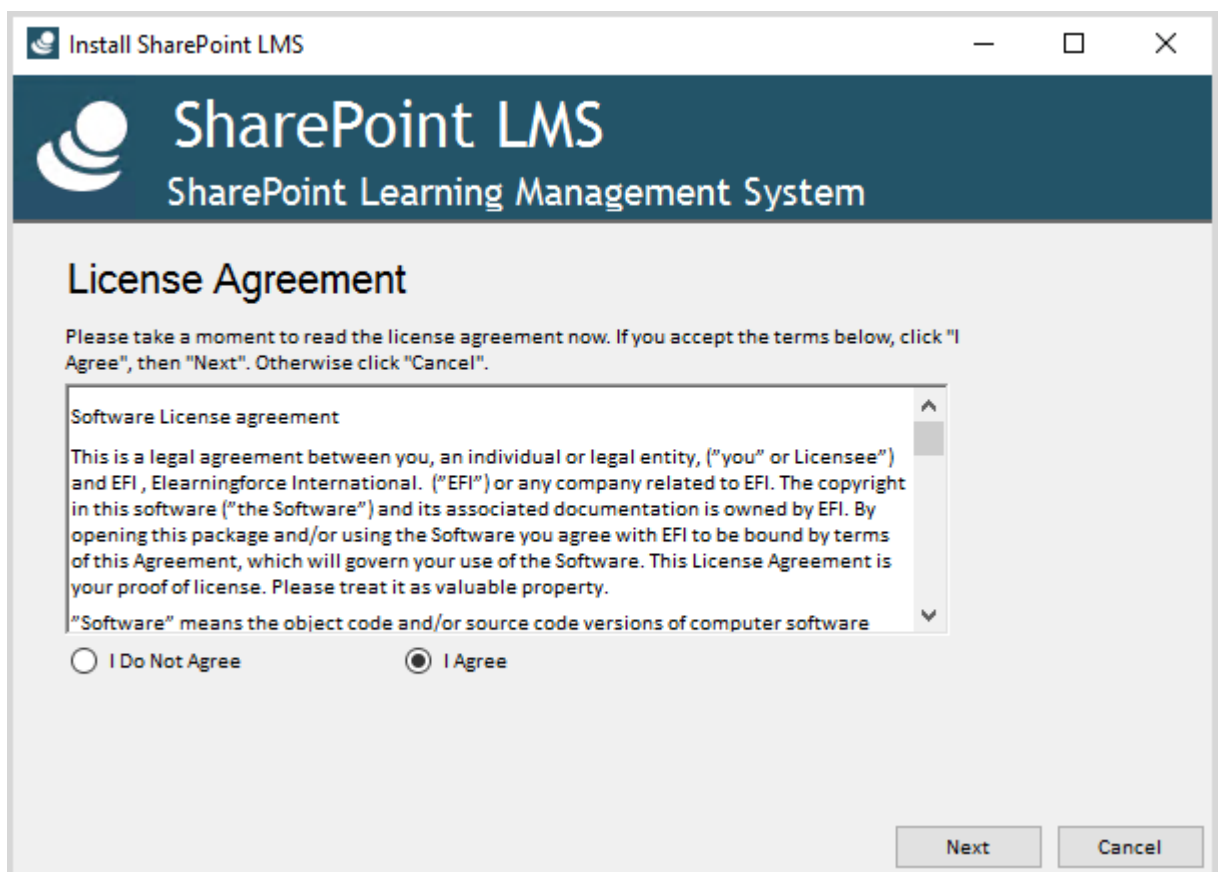 Install SharePoint LMS
SharePoint LMS
SharePoint Learning Management System
License Agreement
Please take a moment to read the license agreement now. If you accept the terms below, click "I
Agree", then "Next". Otherwise click "Cancel".
Software License agreement
This is a legal agreement between you, an individual or legal entity, (”you” or Licensee”)
and EFI , Elearningforce International.  (”EFI”) or any company related to EFI. The copyright
in this software (”the Software”) and its associated documentation is owned by EFI. By
opening this package and/or using the Software you agree with EFI to be bound by terms
of this Agreement, which will govern your use of the Software. This License Agreement is
your proof of license. Please treat it as valuable property.
”Software” means the object code and/or source code versions of computer software
I Do Not Agree
I Agree
Next
Cancel